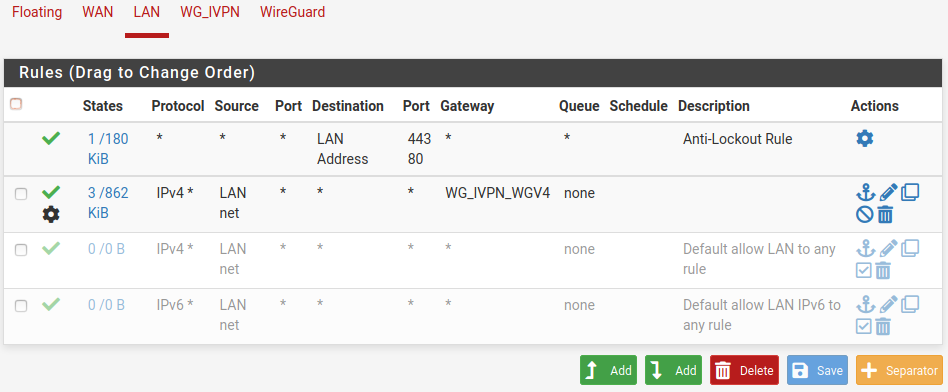 Floating WAN LAN WG_IVPN WireGuard
Rules (Drag to Change Order)
States Protocol Source Port Destination Port Gateway Queue Schedule Description Actions
1 /180 * * * LAN 443 * * Anti-Lockout Rule
KiB Address 80
3 /862 IPv4 * LAN * * * WG_IVPN_WGV4 none
KiB net
0 /0 B IPv4 * LAN * * * * none Default allow LAN to any
net rule
0 /0 B IPv6 * LAN * * * * none Default allow LAN IPv6 to
net any rule
Add Add Delete Save Separator